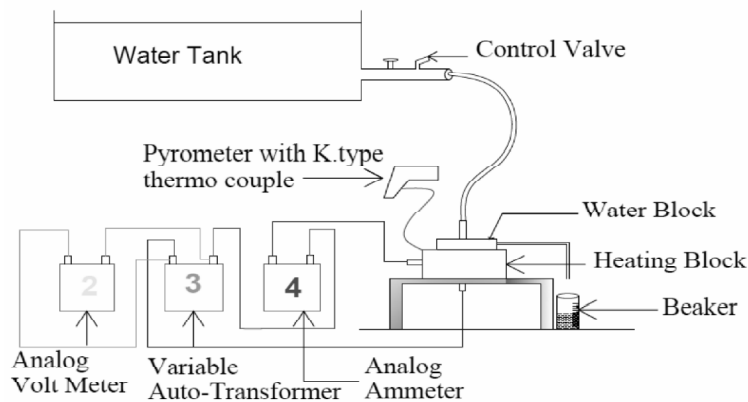 Water Tank
Control Valve
Pyrometer with K.type
thermo couple
Water Block
Heating Block
2
3
4
Beaker
Analog
Volt Meter
Variable
Auto-Transformer
Analog
Ammeter